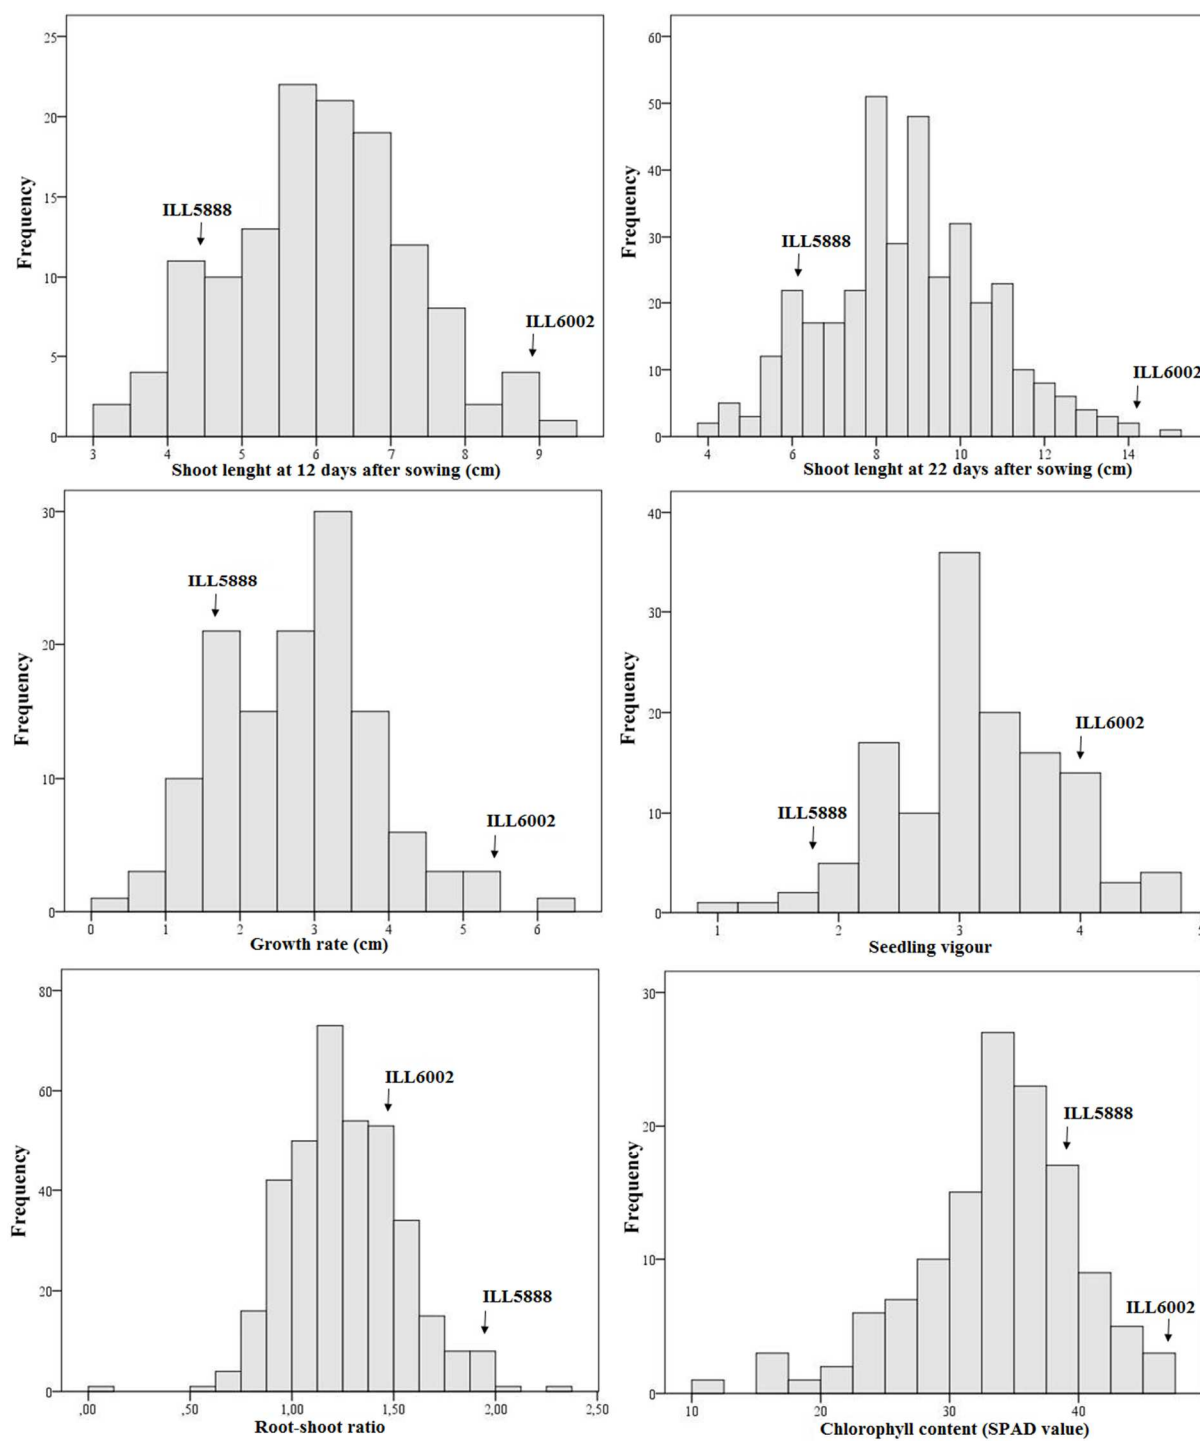 25
20
15
10
5
0
Frequency
ILL5888
ILL6002
3 4 5 6 7 8 9
Shoot lenght at 12 days after sowing (cm)
60
50
40
30
20
10
0
Frequency
ILL5888
ILL6002
4 6 8 10 12 14
Shoot lenght at 22 days after sowing (cm)
30
20
10
0
Frequency
ILL5888
ILL6002
0 1 2 3 4 5 6
Growth rate (cm)
40
30
20
10
0
Frequency
ILL5888
ILL6002
1 2 3 4 5
Seedling vigour
80
60
40
20
0
Frequency
ILL6002
ILL5888
,00 ,50 1,00 1,50 2,00 2,50
Root-shoot ratio
30
20
10
0
Frequency
ILL5888
ILL6002
10 20 30 40
Chlorophyll content (SPAD value)